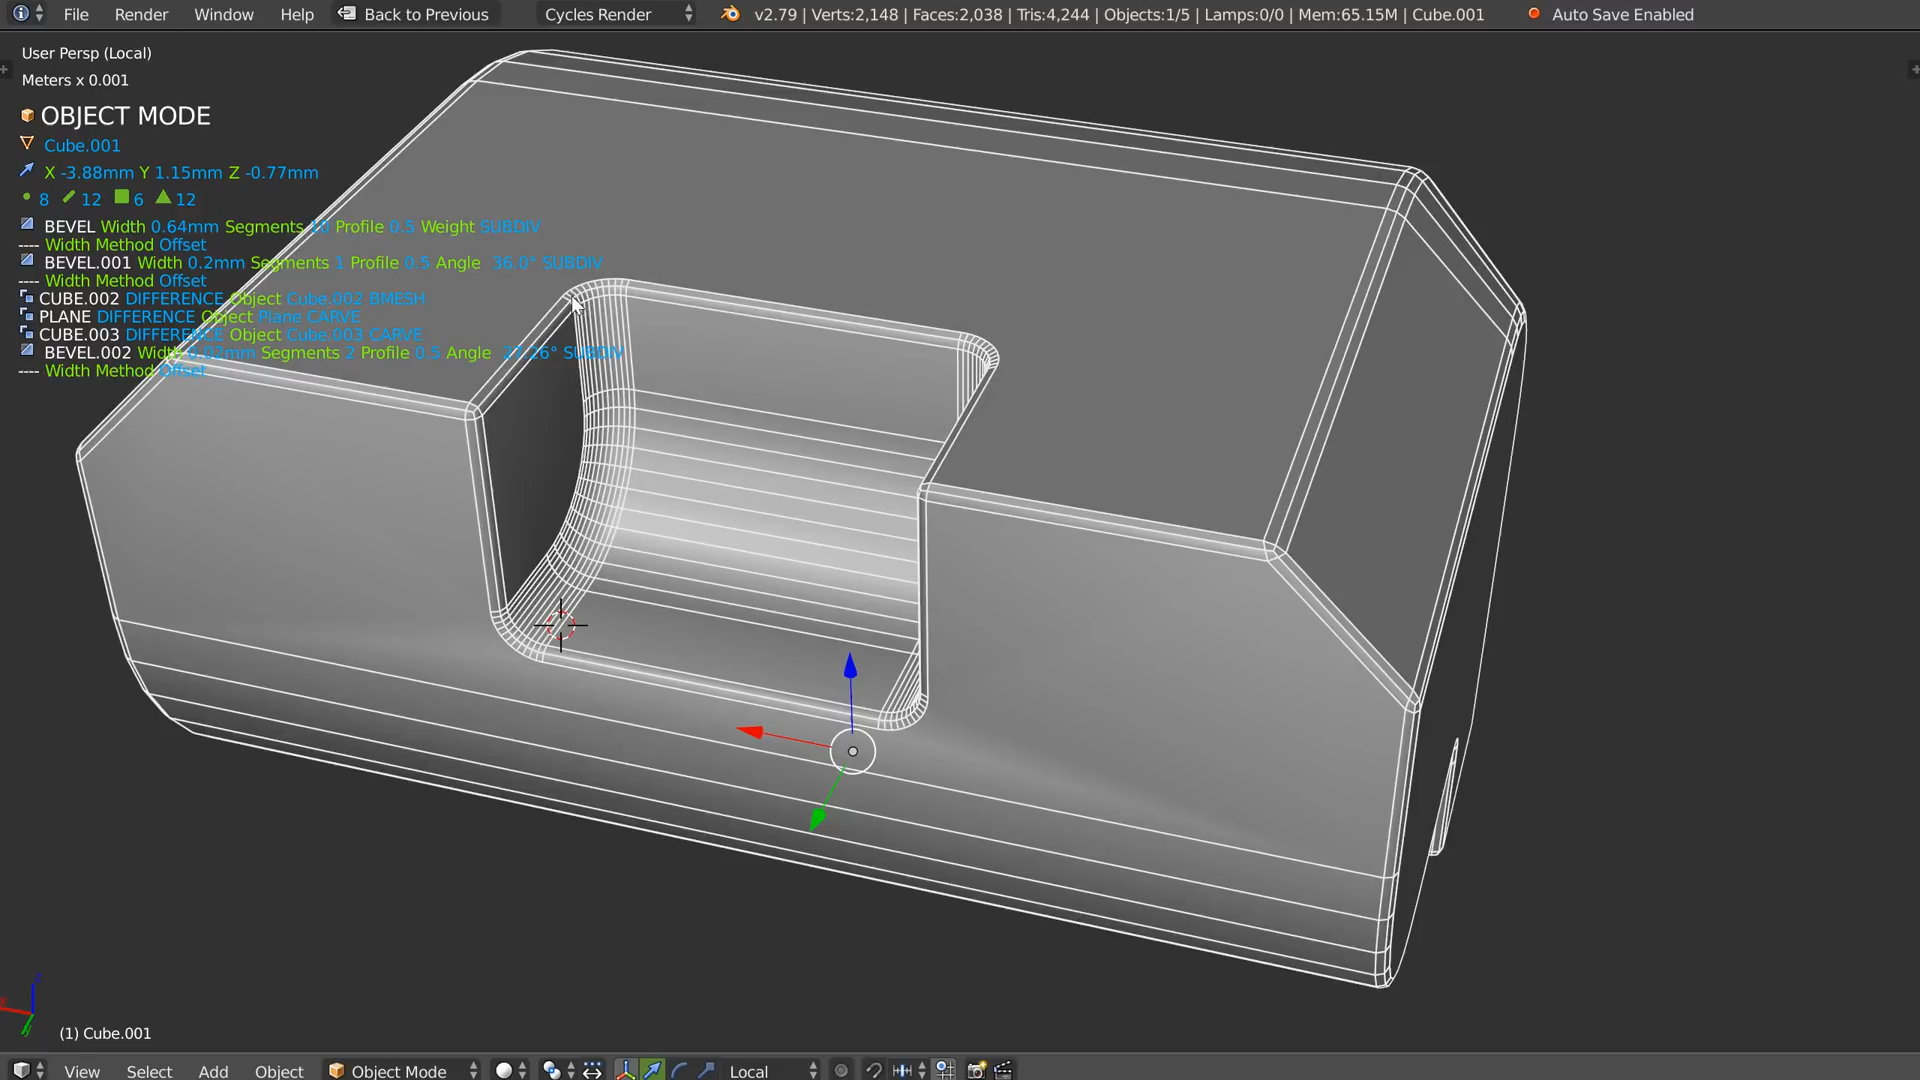 File Render Window Help Back to Previous Cycles Render v2.79 | Verts:2,148 | Faces:2,038 | Tris:4,244 | Objects:1/5 | Lamps:0/0 | Mem:65.15M | Cube.001 Auto Save Enabled
User Persp (Local)
Meters x 0.001
OBJECT MODE
Cube.001
X -3.88mm Y 1.15mm Z -0.77mm
8 12 6 12
BEVEL Width 0.64mm Segments 10 Profile 0.5 Weight SUBDIV
---- Width Method Offset
BEVEL.001 Width 0.2mm Segments 1 Profile 0.5 Angle 36.0° SUBDIV
---- Width Method Offset
CUBE.002 DIFFERENCE Object Cube.002 BMESH
PLANE DIFFERENCE Object Plane CARVE
CUBE.003 DIFFERENCE Object Cube.003 CARVE
BEVEL.002 Width 0.02mm Segments 2 Profile 0.5 Angle 27.26° SUBDIV
---- Width Method Offset
(1) Cube.001
View Select Add Object Object Mode Local